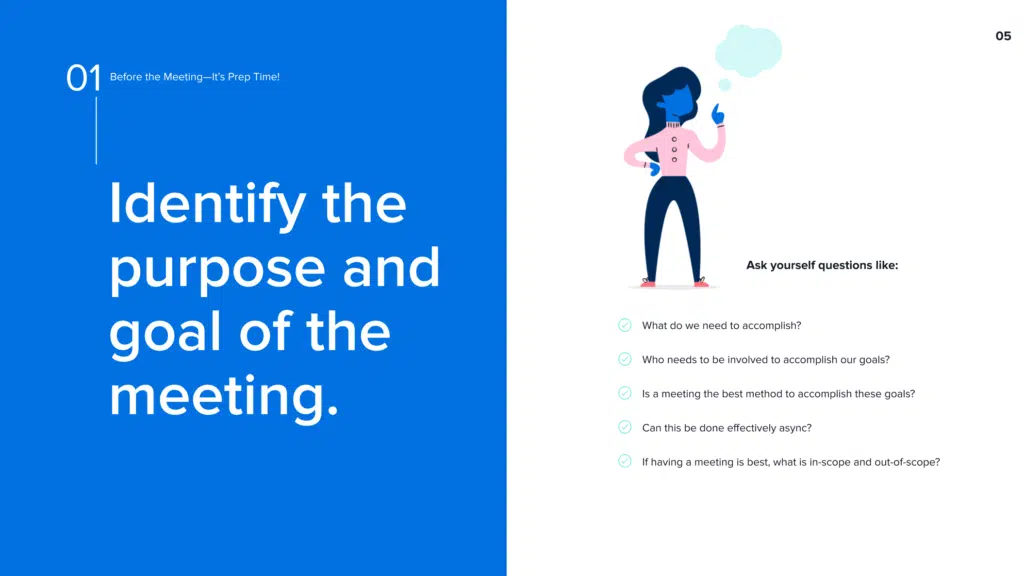 01
Before the Meeting—It's Prep Time!
Identify the
purpose and
goal of the
meeting.
05
Ask yourself questions like:
What do we need to accomplish?
Who needs to be involved to accomplish our goals?
Is a meeting the best method to accomplish these goals?
Can this be done effectively async?
If having a meeting is best, what is in-scope and out-of-scope?